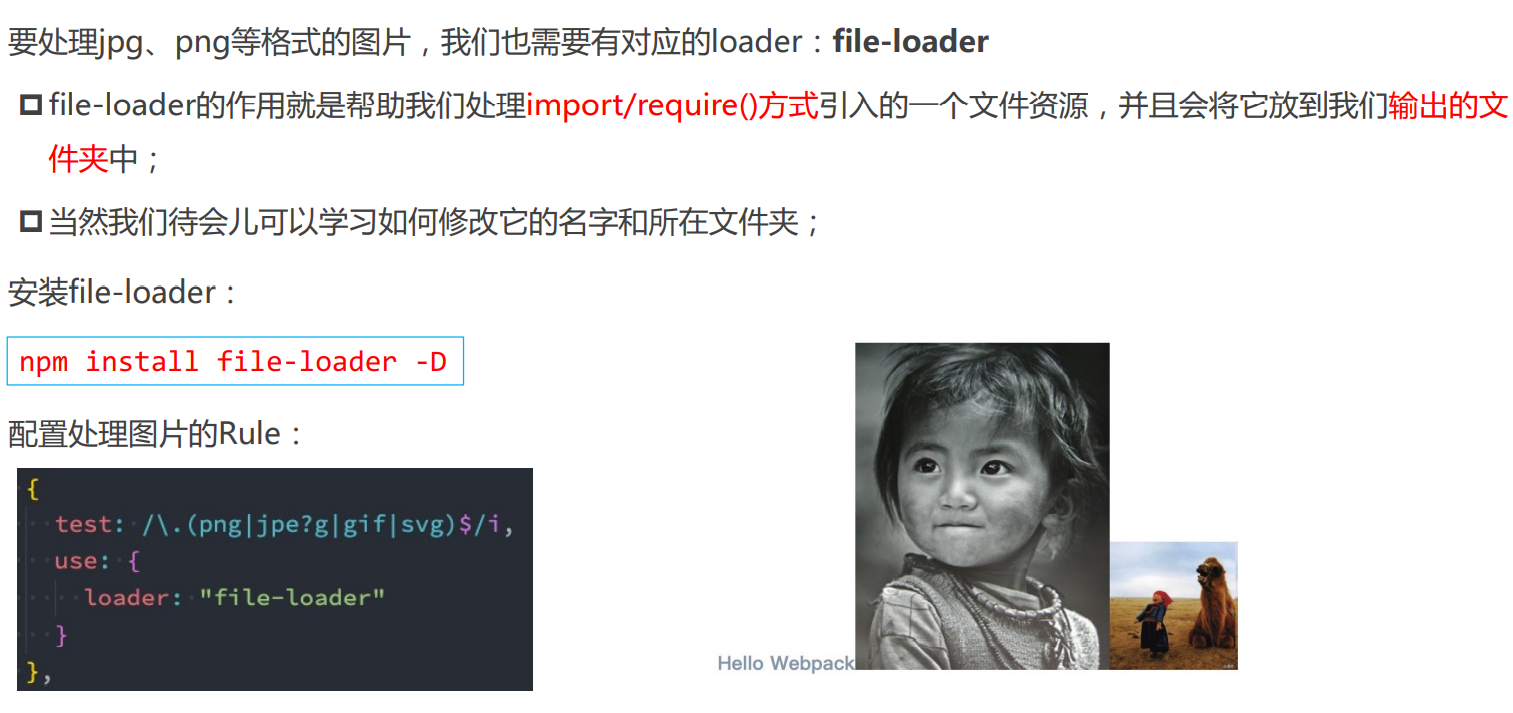 要处理jpg、png等格式的图片，我们也需要有对应的loader：file-loader
file-loader的作用就是帮助我们处理import/require()方式引入的一个文件资源，并且会将它放到我们输出的文
件夹中；
当然我们待会儿可以学习如何修改它的名字和所在文件夹；
安装file-loader：
npm install file-loader -D
配置处理图片的Rule：
{
test: /\.(png|jpe?g|gif|svg)$/i,
use: {
loader: "file-loader"
}
},
Hello Webpack